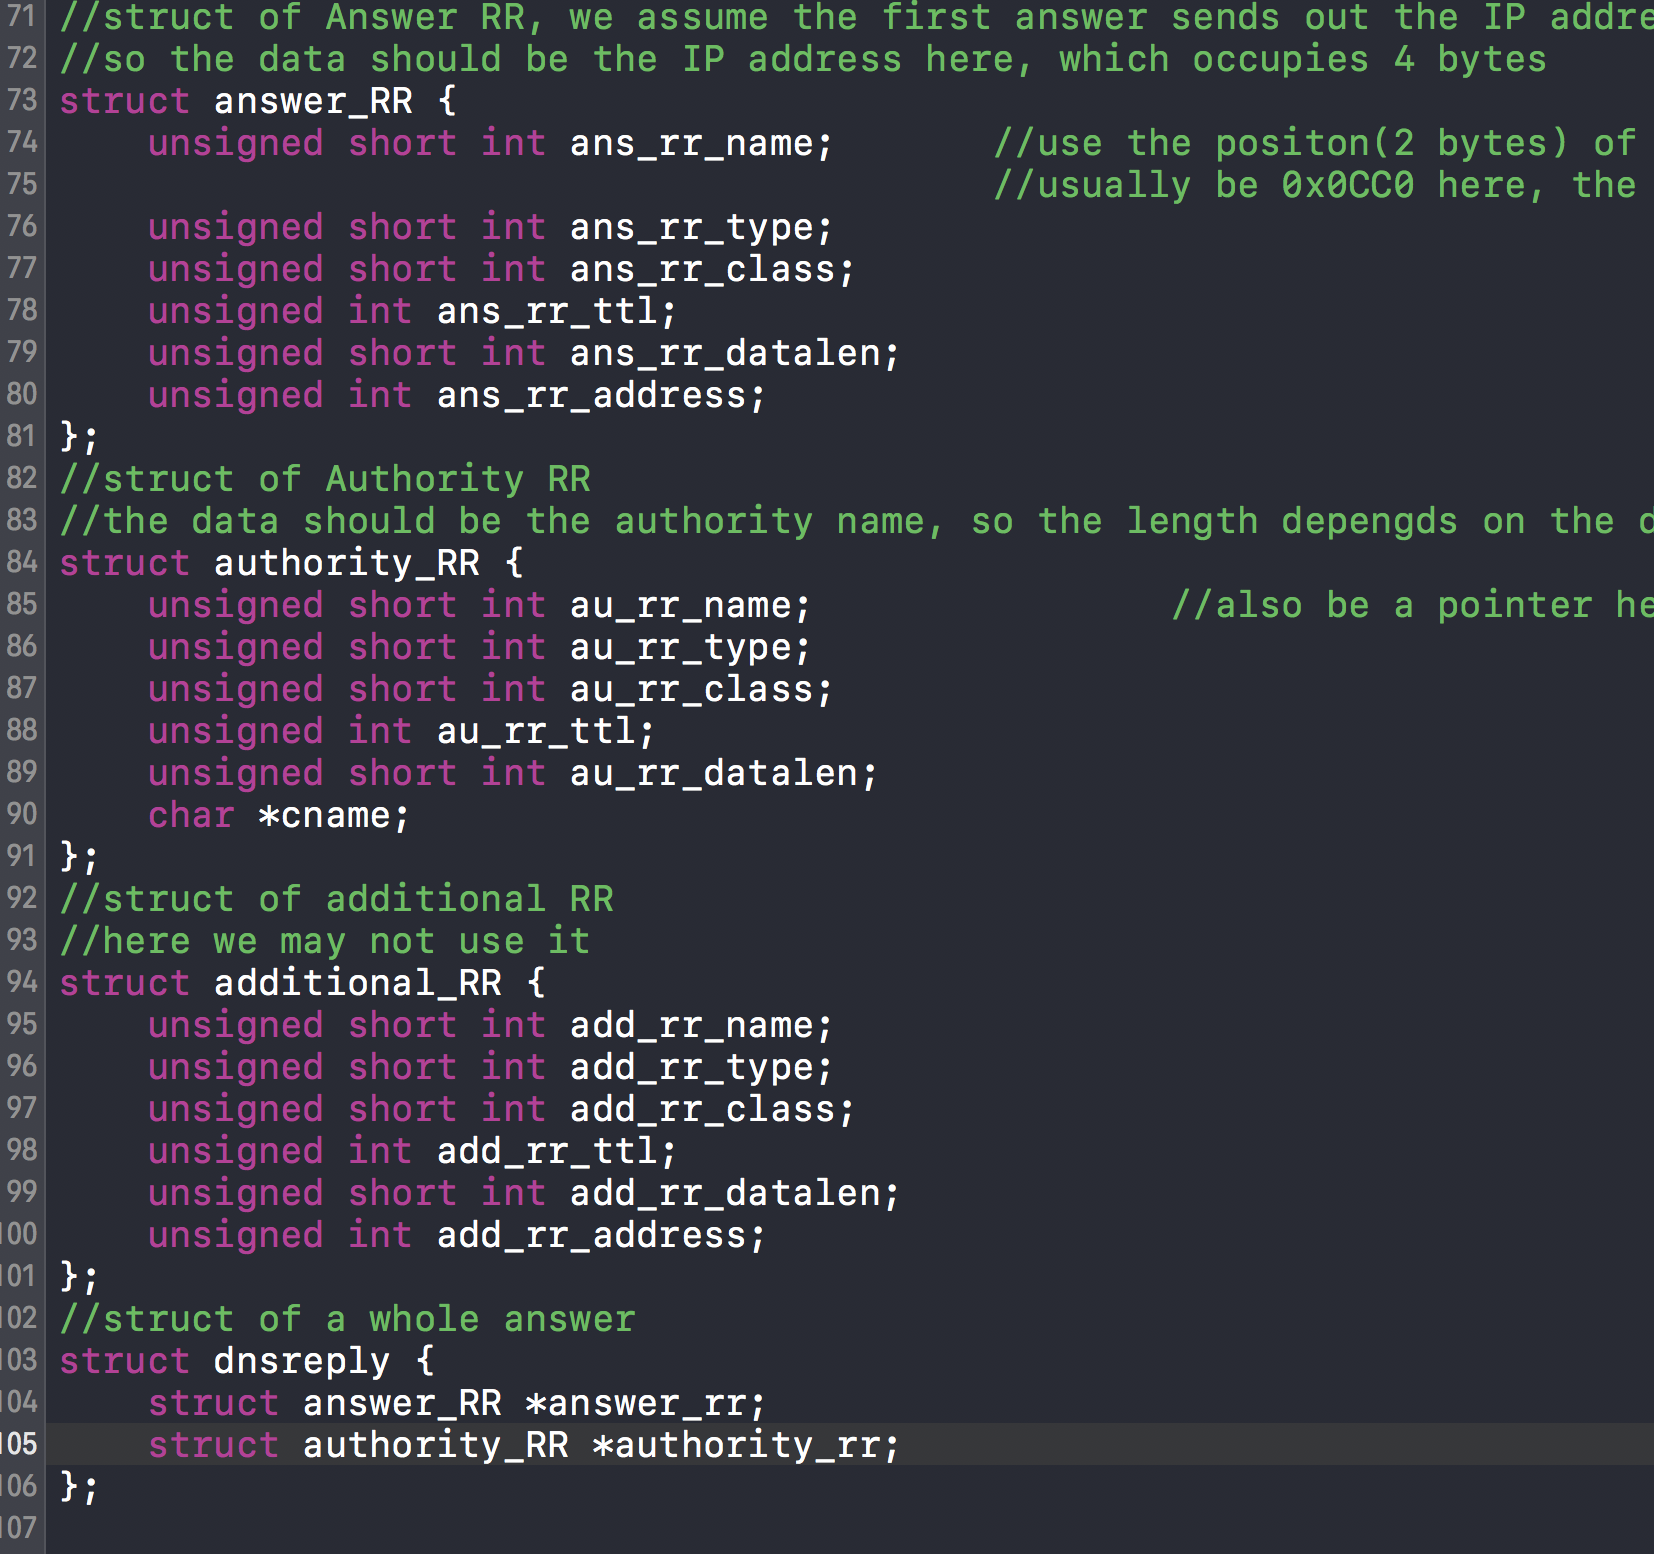 71 //struct of Answer RR, we assume the first answer sends out the IP
72 //so the data should be the IP address here, which occupies 4 bytes
73 struct answer_RR {
74 unsigned short int ans_rr_name; //use the positon(2 bytes) of
75 //usually be 0x0CC0 here, the
76 unsigned short int ans_rr_type;
77 unsigned short int ans_rr_class;
78 unsigned int ans_rr_ttl;
79 unsigned short int ans_rr_datalen;
80 unsigned int ans_rr_address;
81 };
82 //struct of Authority RR
83 //the data should be the authority name, so the length depengds on the
84 struct authority_RR {
85 unsigned short int au_rr_name; //also be a pointer
86 unsigned short int au_rr_type;
87 unsigned short int au_rr_class;
88 unsigned int au_rr_ttl;
89 unsigned short int au_rr_datalen;
90 char *cname;
91 };
92 //struct of additional RR
93 //here we may not use it
94 struct additional_RR {
95 unsigned short int add_rr_name;
96 unsigned short int add_rr_type;
97 unsigned short int add_rr_class;
98 unsigned int add_rr_ttl;
99 unsigned short int add_rr_datalen;
100 unsigned int add_rr_address;
101 };
102 //struct of a whole answer
103 struct dnsreply {
104 struct answer_RR *answer_rr;
105 struct authority_RR *authority_rr;
106 };
107